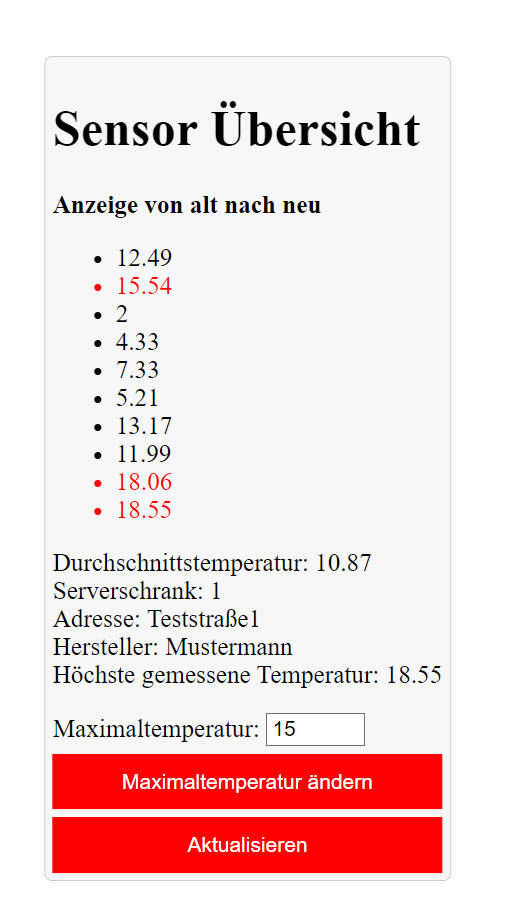 Sensor Übersicht
Anzeige von alt nach neu
12.49
15.54
2
4.33
7.33
5.21
13.17
11.99
18.06
18.55
Durchschnittstemperatur: 10.87
Serverschrank: 1
Adresse: Teststraße1
Hersteller: Mustermann
Höchste gemessene Temperatur: 18.55
Maximaltemperatur: 15
Maximaltemperatur ändern
Aktualisieren